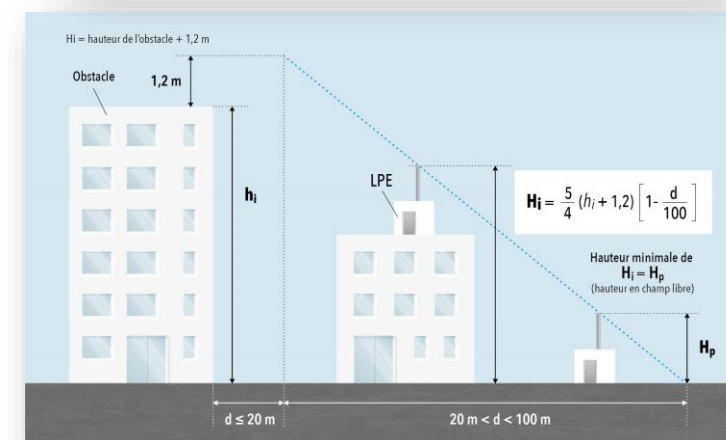 Hi = hauteur de l'obstacle + 1,2 m
Obstacle
1,2 m
hᵢ
LPE
Hᵢ = 5/4 (hᵢ + 1,2) [1- d/100]
Hauteur minimale de
Hᵢ = Hₚ
(hauteur en champ libre)
Hₚ
d ≤ 20 m
20 m < d < 100 m